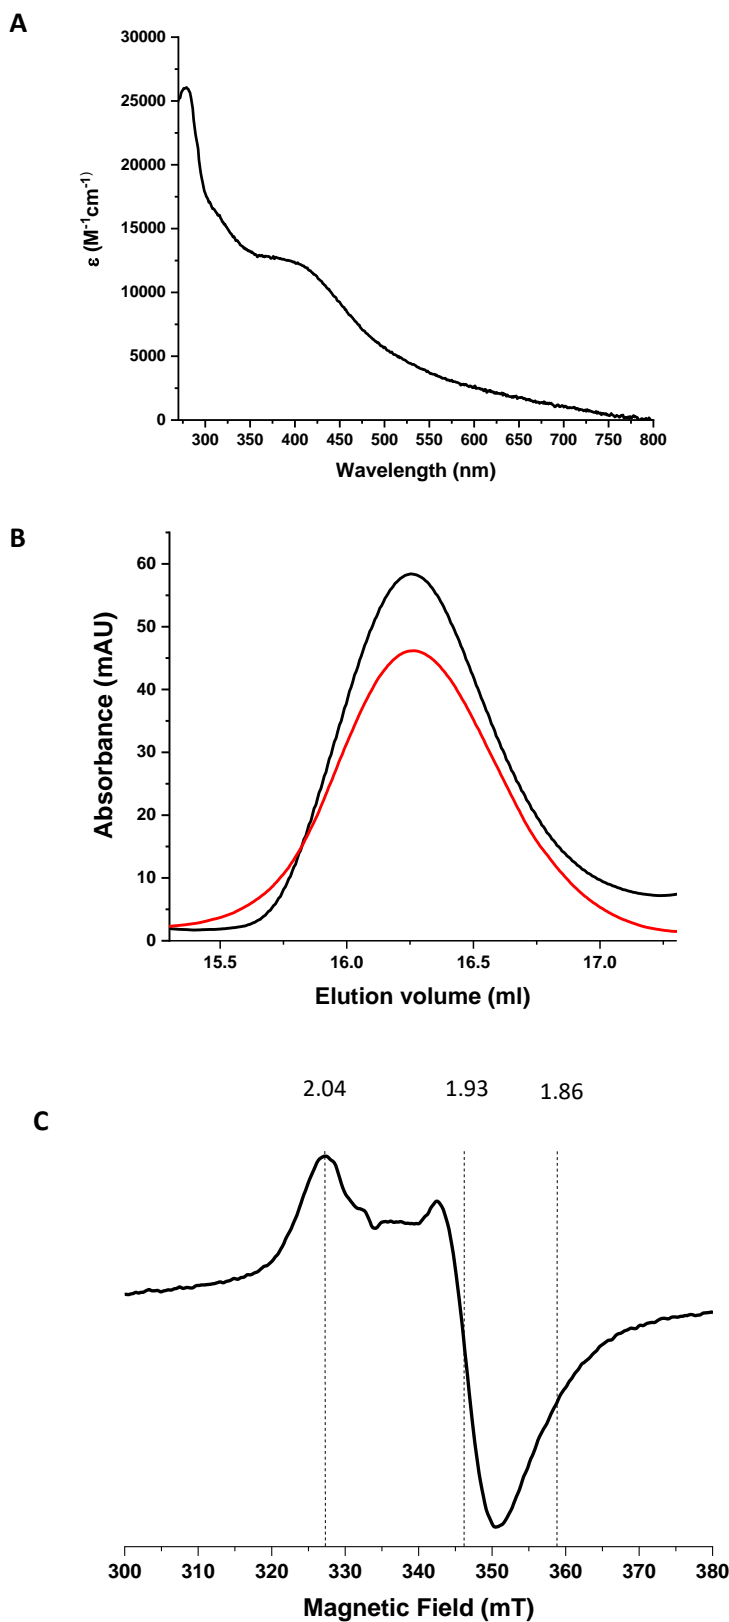 A
30000
25000
20000
15000
10000
5000
0
ε (M⁻¹cm⁻¹)
300 350 400 450 500 550 600 650 700 750 800
Wavelength (nm)
B
60
50
40
30
20
10
0
Absorbance (mAU)
15.5 16.0 16.5 17.0
Elution volume (ml)
2.04 1.93 1.86
C
300 310 320 330 340 350 360 370 380
Magnetic Field (mT)